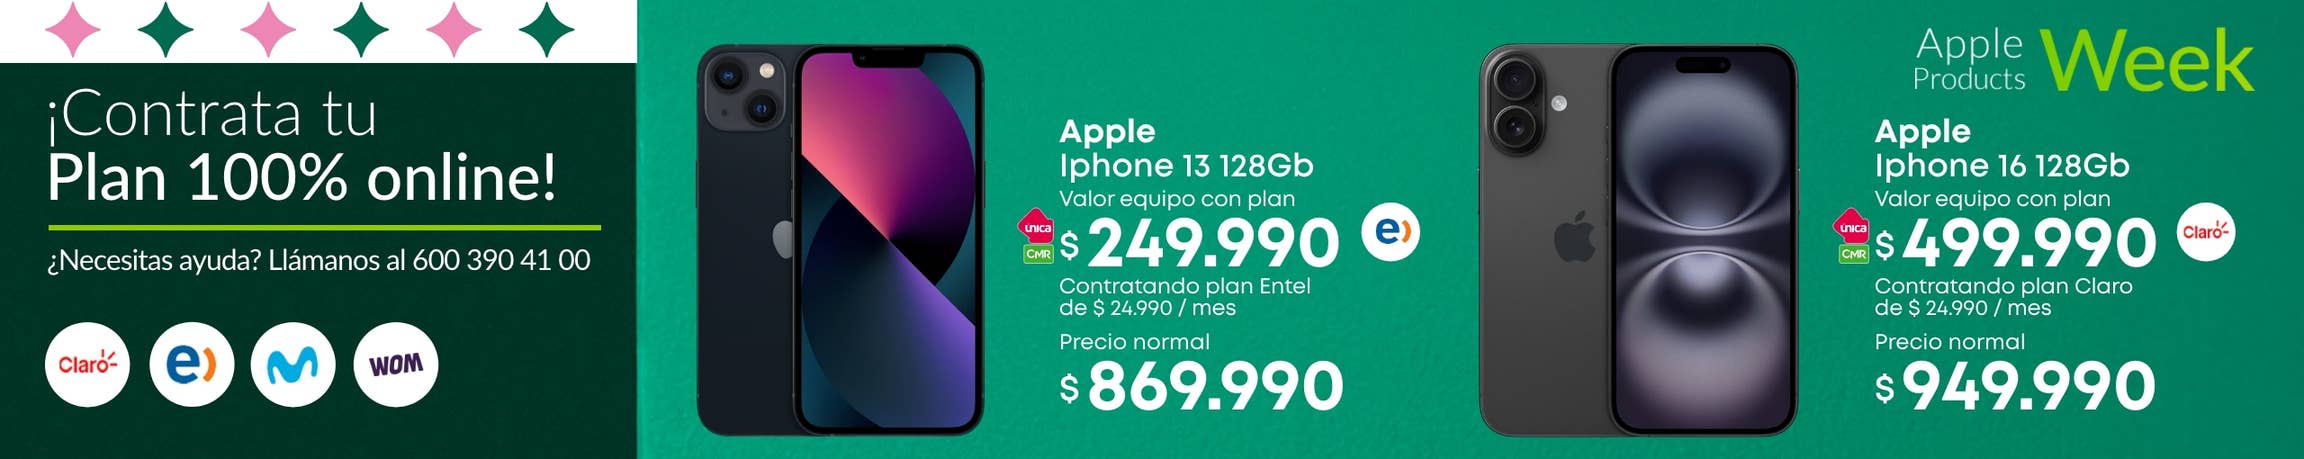 ¡Contrata tu
Plan 100% online!
¿Necesitas ayuda? Llámanos al 600 390 41 00
Claro
e)
WOM
Apple
Iphone 13 128Gb
Valor equipo con plan
única
CMR
$ 249.990
e)
Contratando plan Entel
de $ 24.990 / mes
Precio normal
$ 869.990
Apple
Products
Week
Apple
Iphone 16 128Gb
Valor equipo con plan
única
CMR
$ 499.990
Claro
Contratando plan Claro
de $ 24.990 / mes
Precio normal
$ 949.990